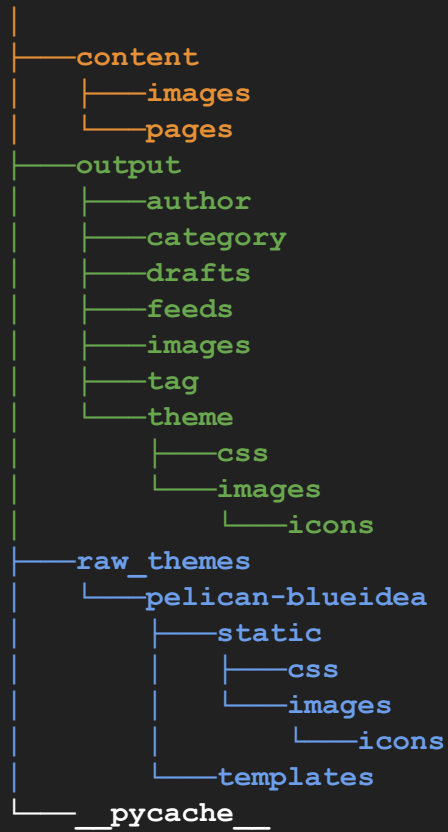 content
images
pages
output
author
category
drafts
feeds
images
tag
theme
css
images
icons
raw_themes
pelican-blueidea
static
css
images
icons
templates
__pycache__